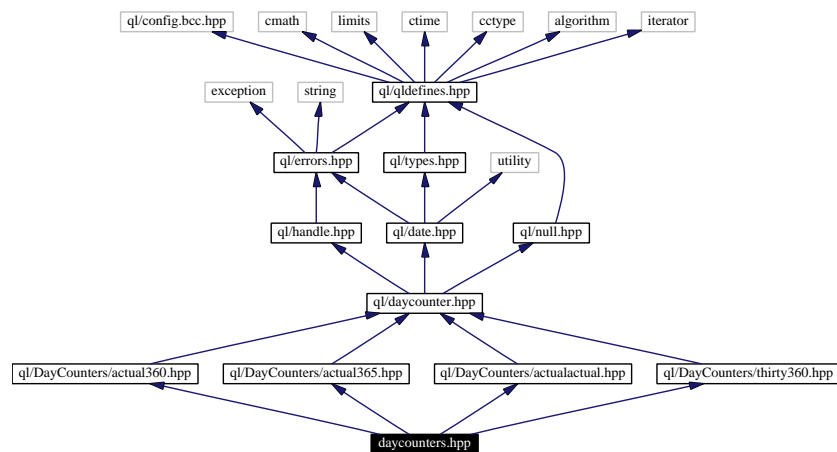 ql/config.bcc.hpp cmath limits ctime cctype algorithm iterator
exception string ql/qldefines.hpp
ql/errors.hpp ql/types.hpp utility
ql/handle.hpp ql/date.hpp ql/null.hpp
ql/daycounter.hpp
ql/DayCounters/actual360.hpp ql/DayCounters/actual365.hpp ql/DayCounters/actualactual.hpp ql/DayCounters/thirty360.hpp
daycounters.hpp